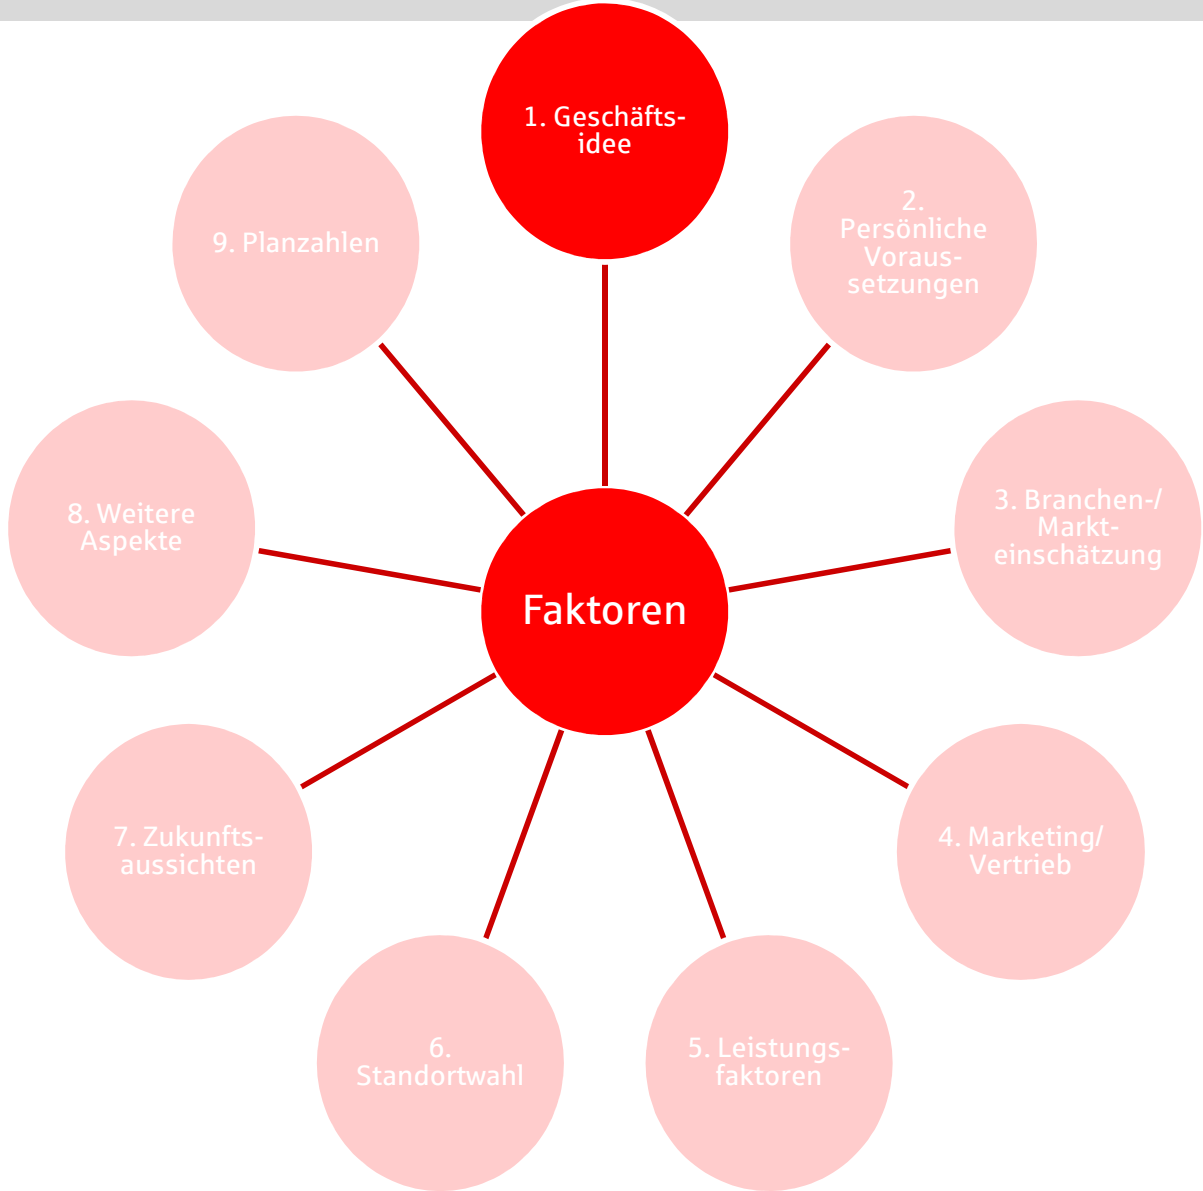 1. Geschäfts-
idee
2.
Persönliche
Voraus-
setzungen
3. Branchen-/
Markt-
einschätzung
4. Marketing/
Vertrieb
5. Leistungs-
faktoren
6.
Standortwahl
7. Zukunfts-
aussichten
8. Weitere
Aspekte
9. Planzahlen
Faktoren